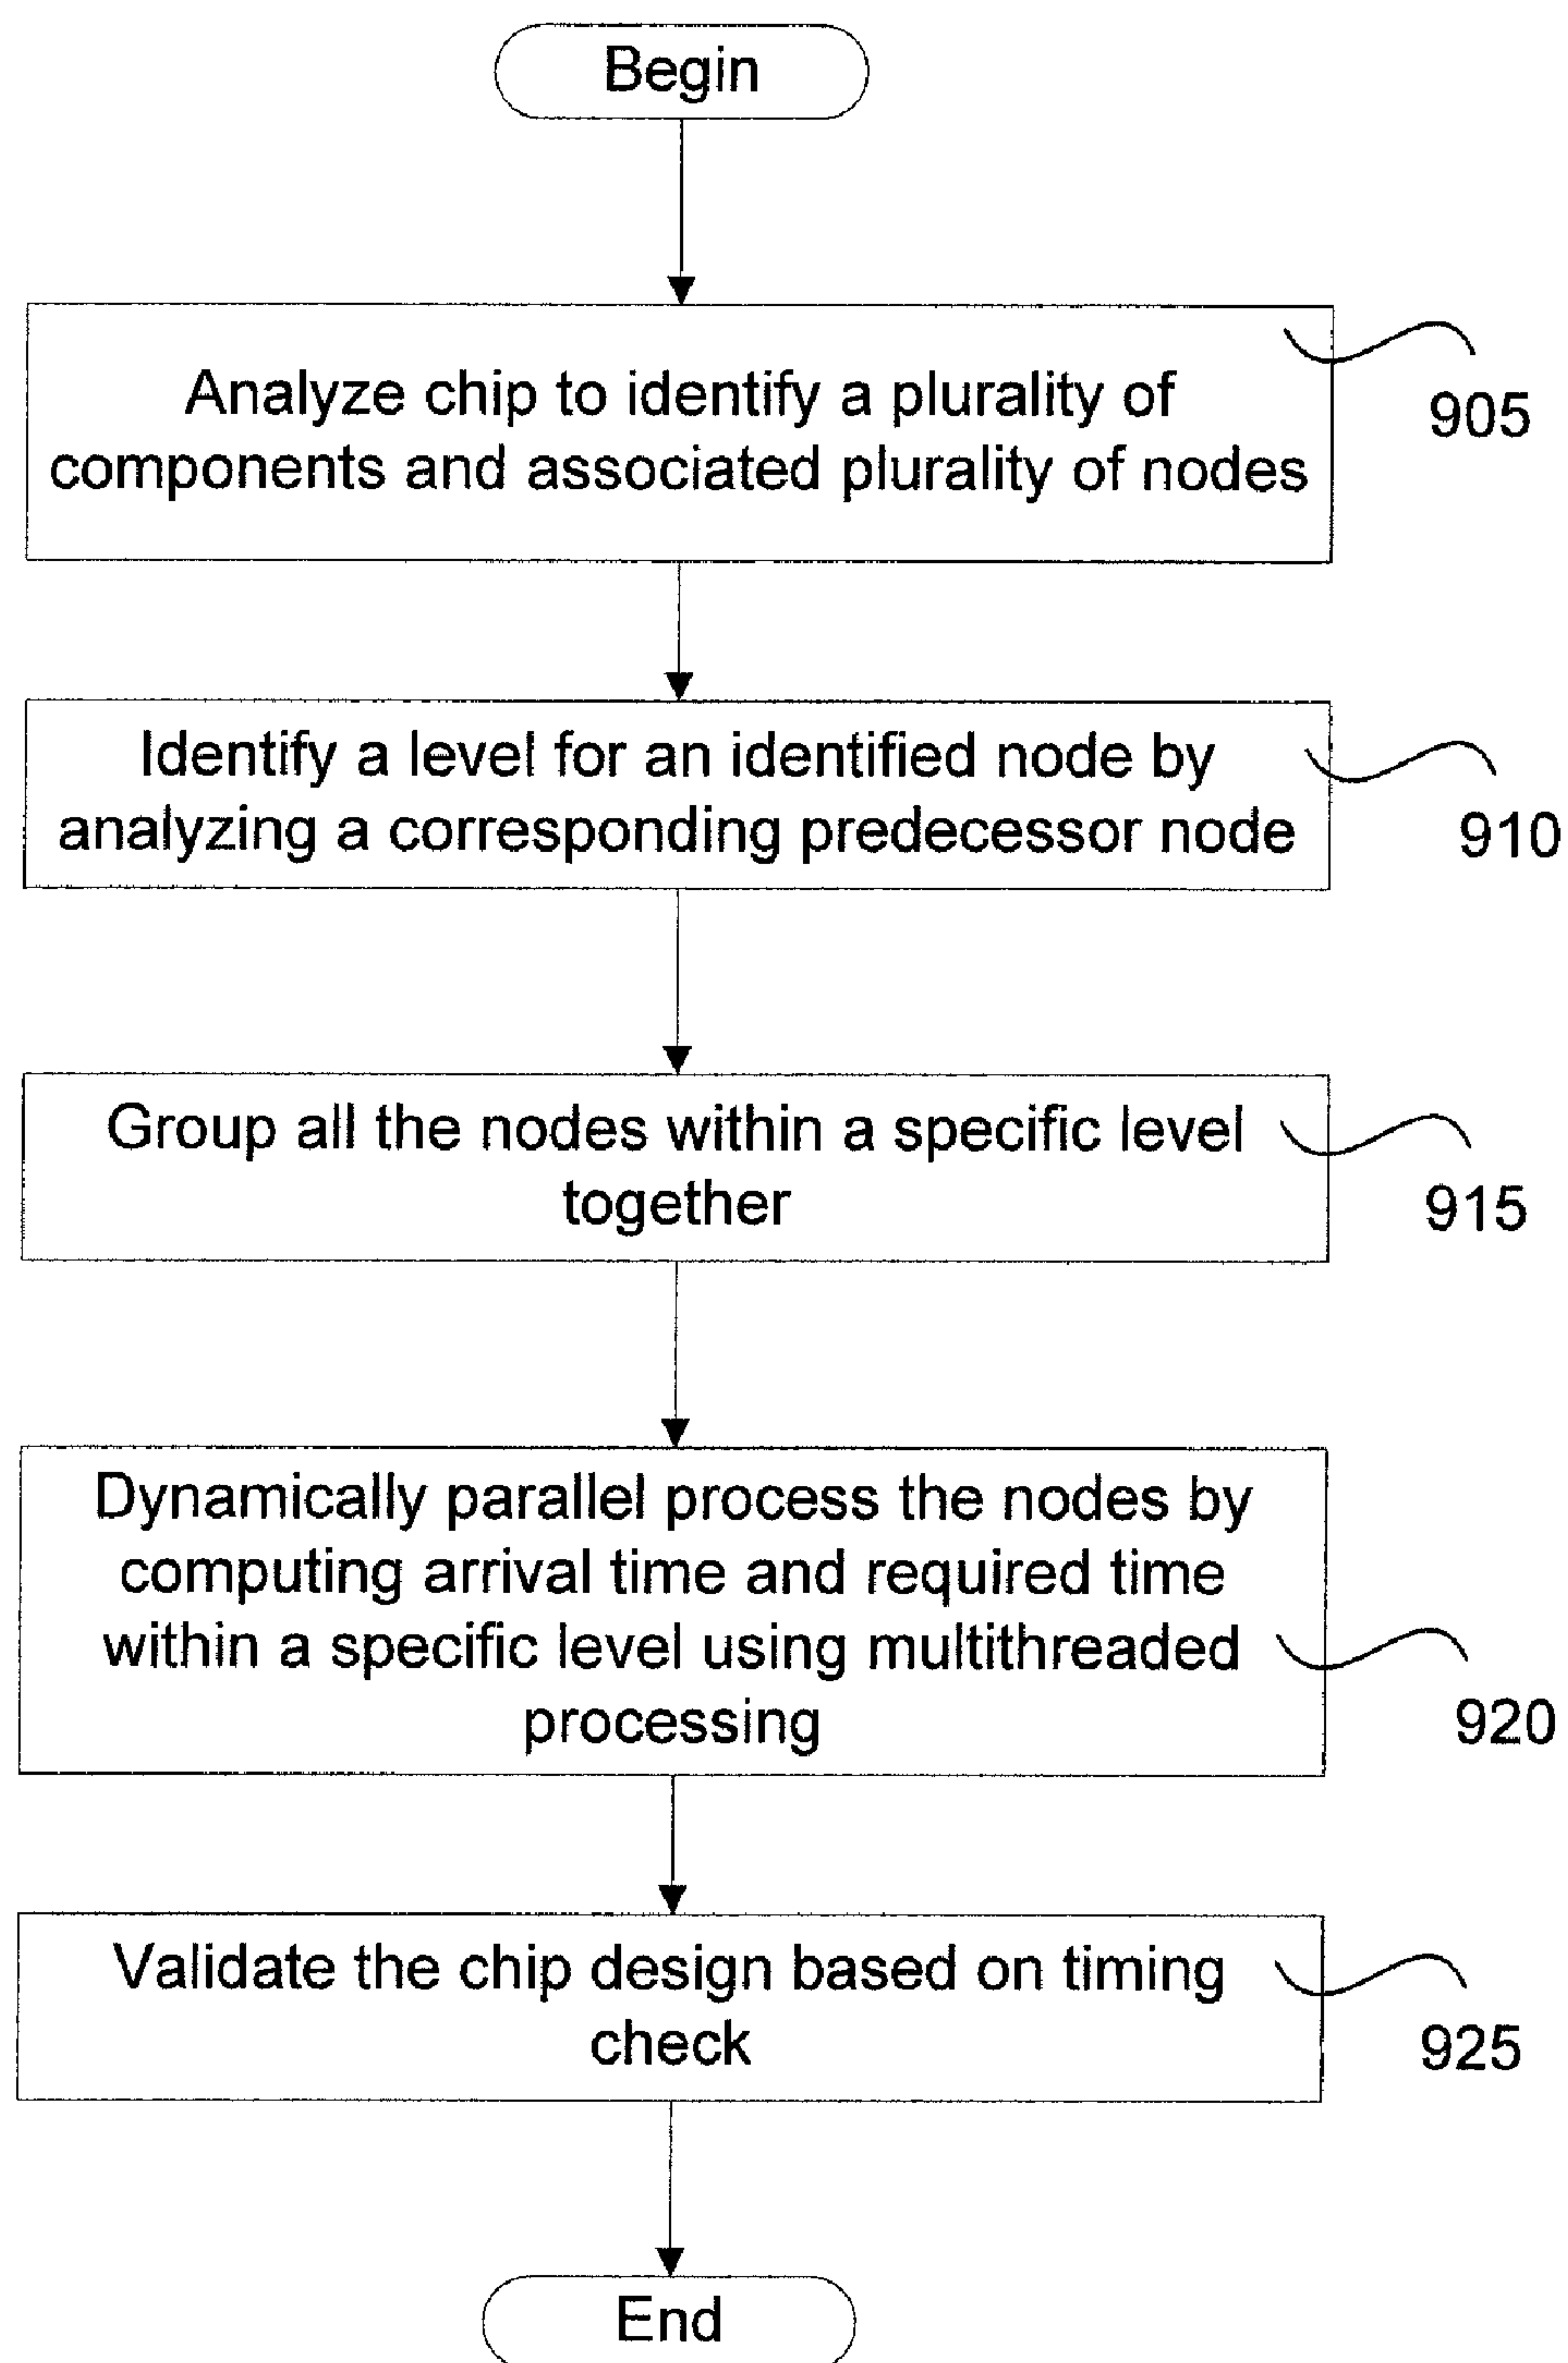 Begin
Analyze chip to identify a plurality of
components and associated plurality of nodes
905
Identify a level for an identified node by
analyzing a corresponding predecessor node
910
Group all the nodes within a specific level
together
915
Dynamically parallel process the nodes by
computing arrival time and required time
within a specific level using multithreaded
processing
920
Validate the chip design based on timing
check
925
End